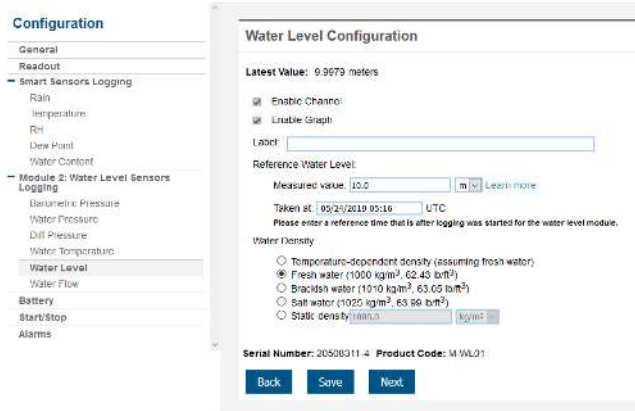 Configuration
General
Readout
Smart Sensors Logging
Rain
Temperature
RH
Dew Point
Water Content
Module 2: Water Level Sensors
Logging
Barometric Pressure
Water Pressure
Diff Pressure
Water Temperature
Water Level
Water Flow
Battery
Start/Stop
Alarms
Water Level Configuration
Latest Value: 9.9979 meters
Enable Channel
Enable Graph
Label:
Reference Water Level:
Measured value: 10.0 m Learn more
Taken at: 05/24/2019 05:16 UTC
Please enter a reference time that is after logging was started for the water level module.
Water Density
Temperature-dependent density (assuming fresh water)
Fresh water (1000 kg/m³, 62.43 lb/ft³)
Brackish water (1010 kg/m³, 63.05 lb/ft³)
Salt water (1025 kg/m³, 63.99 lb/ft³)
Static density 1000.0 kg/m³
Serial Number: 20508311-4 Product Code: M-WL01
Back Save Next